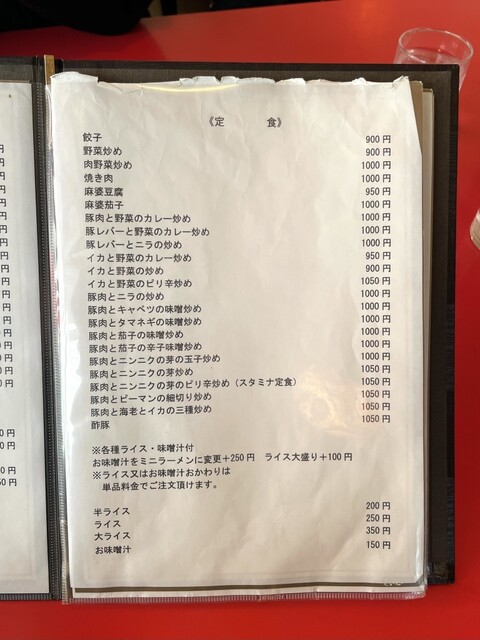 《定　　食》
餃子 900円
野菜炒め 900円
肉野菜炒め 1000円
焼き肉 1000円
麻婆豆腐 950円
麻婆茄子 1000円
豚肉と野菜のカレー炒め 1000円
豚レバーと野菜のカレー炒め 1000円
豚レバーとニラの炒め 1000円
イカと野菜のカレー炒め 950円
イカと野菜の炒め 900円
イカと野菜のピリ辛炒め 1050円
豚肉とニラの炒め 1000円
豚肉とキャベツの味噌炒め 1000円
豚肉とタマネギの味噌炒め 1000円
豚肉と茄子の味噌炒め 1000円
豚肉と茄子の辛子味噌炒め 1000円
豚肉とニンニクの芽の玉子炒め 1000円
豚肉とニンニクの芽炒め 1050円
豚肉とニンニクの芽のピリ辛炒め（スタミナ定食） 1050円
豚肉とピーマンの細切り炒め 1050円
豚肉と海老とイカの三種炒め 1050円
酢豚 1050円
※各種ライス・味噌汁付
お味噌汁をミニラーメンに変更+250円　ライス大盛り+100円
※ライス又はお味噌汁おかわりは
単品料金でご注文頂けます。
半ライス 200円
ライス 250円
大ライス 350円
お味噌汁 150円